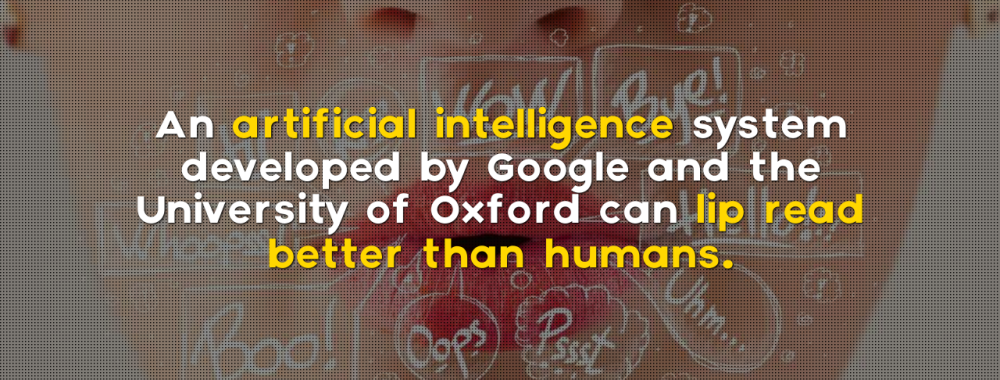 WOW
Bye!
An artificial intelligence system
developed by Google and the
University of Oxford can lip read
better than humans.
Hello!!
Whoops
Boo!
Oops
Pssst
Uhm...